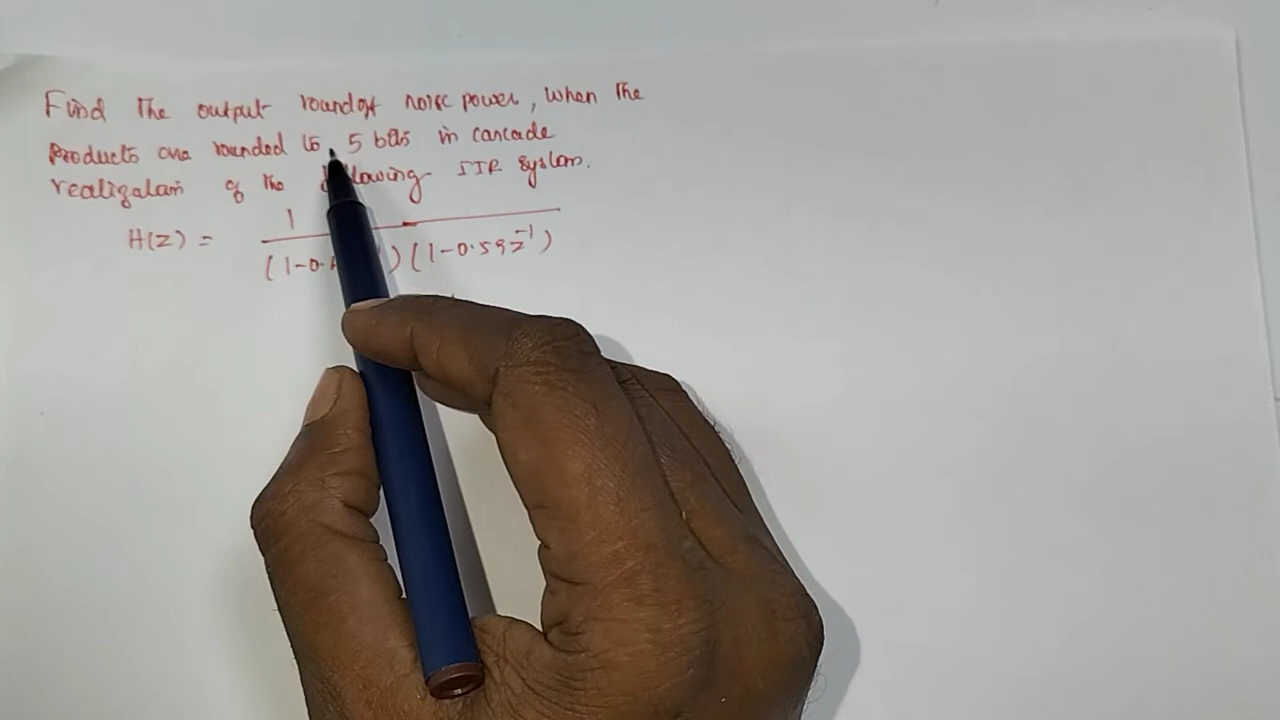 Find the output roundoff noise power, when the
products are rounded to 5 bits in cascade
realization of the following IIR system.
H(z) = 1
(1-0. )(1-0.59z⁻¹)